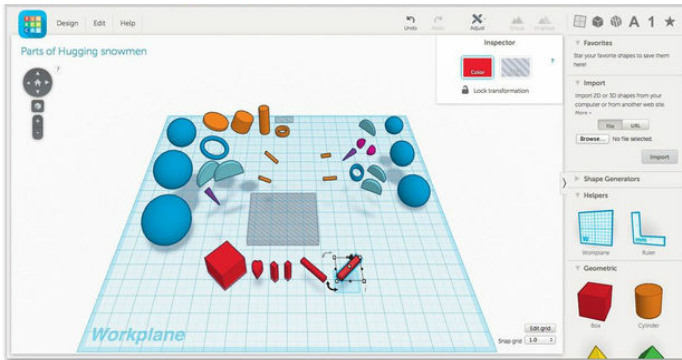 Design Edit Help
Undo
Adjust
Parts of Hugging snowmen
Inspector
Color
Lock transformation
?
?
A 1
Favorites
Star your favorite shapes to save them
here!
Import
Import 2D or 3D shapes from your
computer or from another web site.
More »
File URL
Browse... No file selected.
Import
Shape Generators
Helpers
Workplane Ruler
Geometric
Box Cylinder
Workplane
Edit grid
Snap grid 1.0